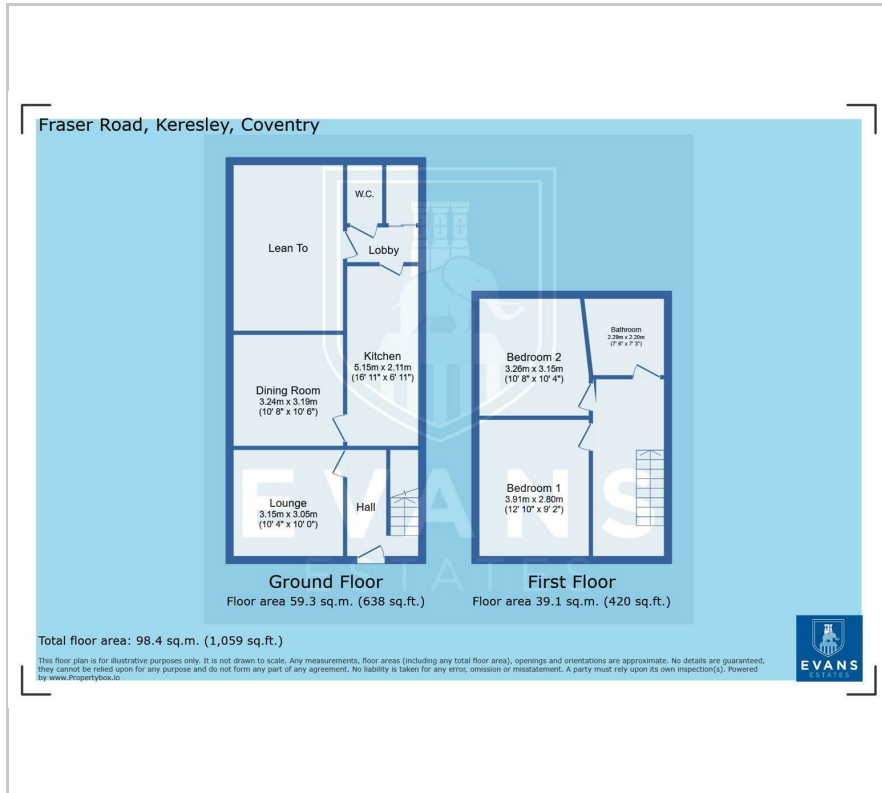 Fraser Road, Keresley, Coventry
W.C.
Lean To
Lobby
Kitchen
5.15m x 2.11m
(16' 11" x 6' 11")
Dining Room
3.24m x 3.19m
(10' 8" x 10' 6")
Lounge
3.15m x 3.05m
(10' 4" x 10' 0")
Hall
Bedroom 2
3.26m x 3.15m
(10' 8" x 10' 4")
Bathroom
2.29m x 2.20m
(7' 6" x 7' 3")
Bedroom 1
3.91m x 2.80m
(12' 10" x 9' 2")
EVANS
ESTATES
Ground Floor
Floor area 59.3 sq.m. (638 sq.ft.)
First Floor
Floor area 39.1 sq.m. (420 sq.ft.)
Total floor area: 98.4 sq.m. (1,059 sq.ft.)
This floor plan is for illustrative purposes only. It is not drawn to scale. Any measurements, floor areas (including any total floor area), openings and orientations are approximate. No details are guaranteed,
they cannot be relied upon for any purpose and do not form any part of any agreement. No liability is taken for any error, omission or misstatement. A party must rely upon its own inspection(s). Powered
by www.Propertybox.io
EVANS
ESTATES